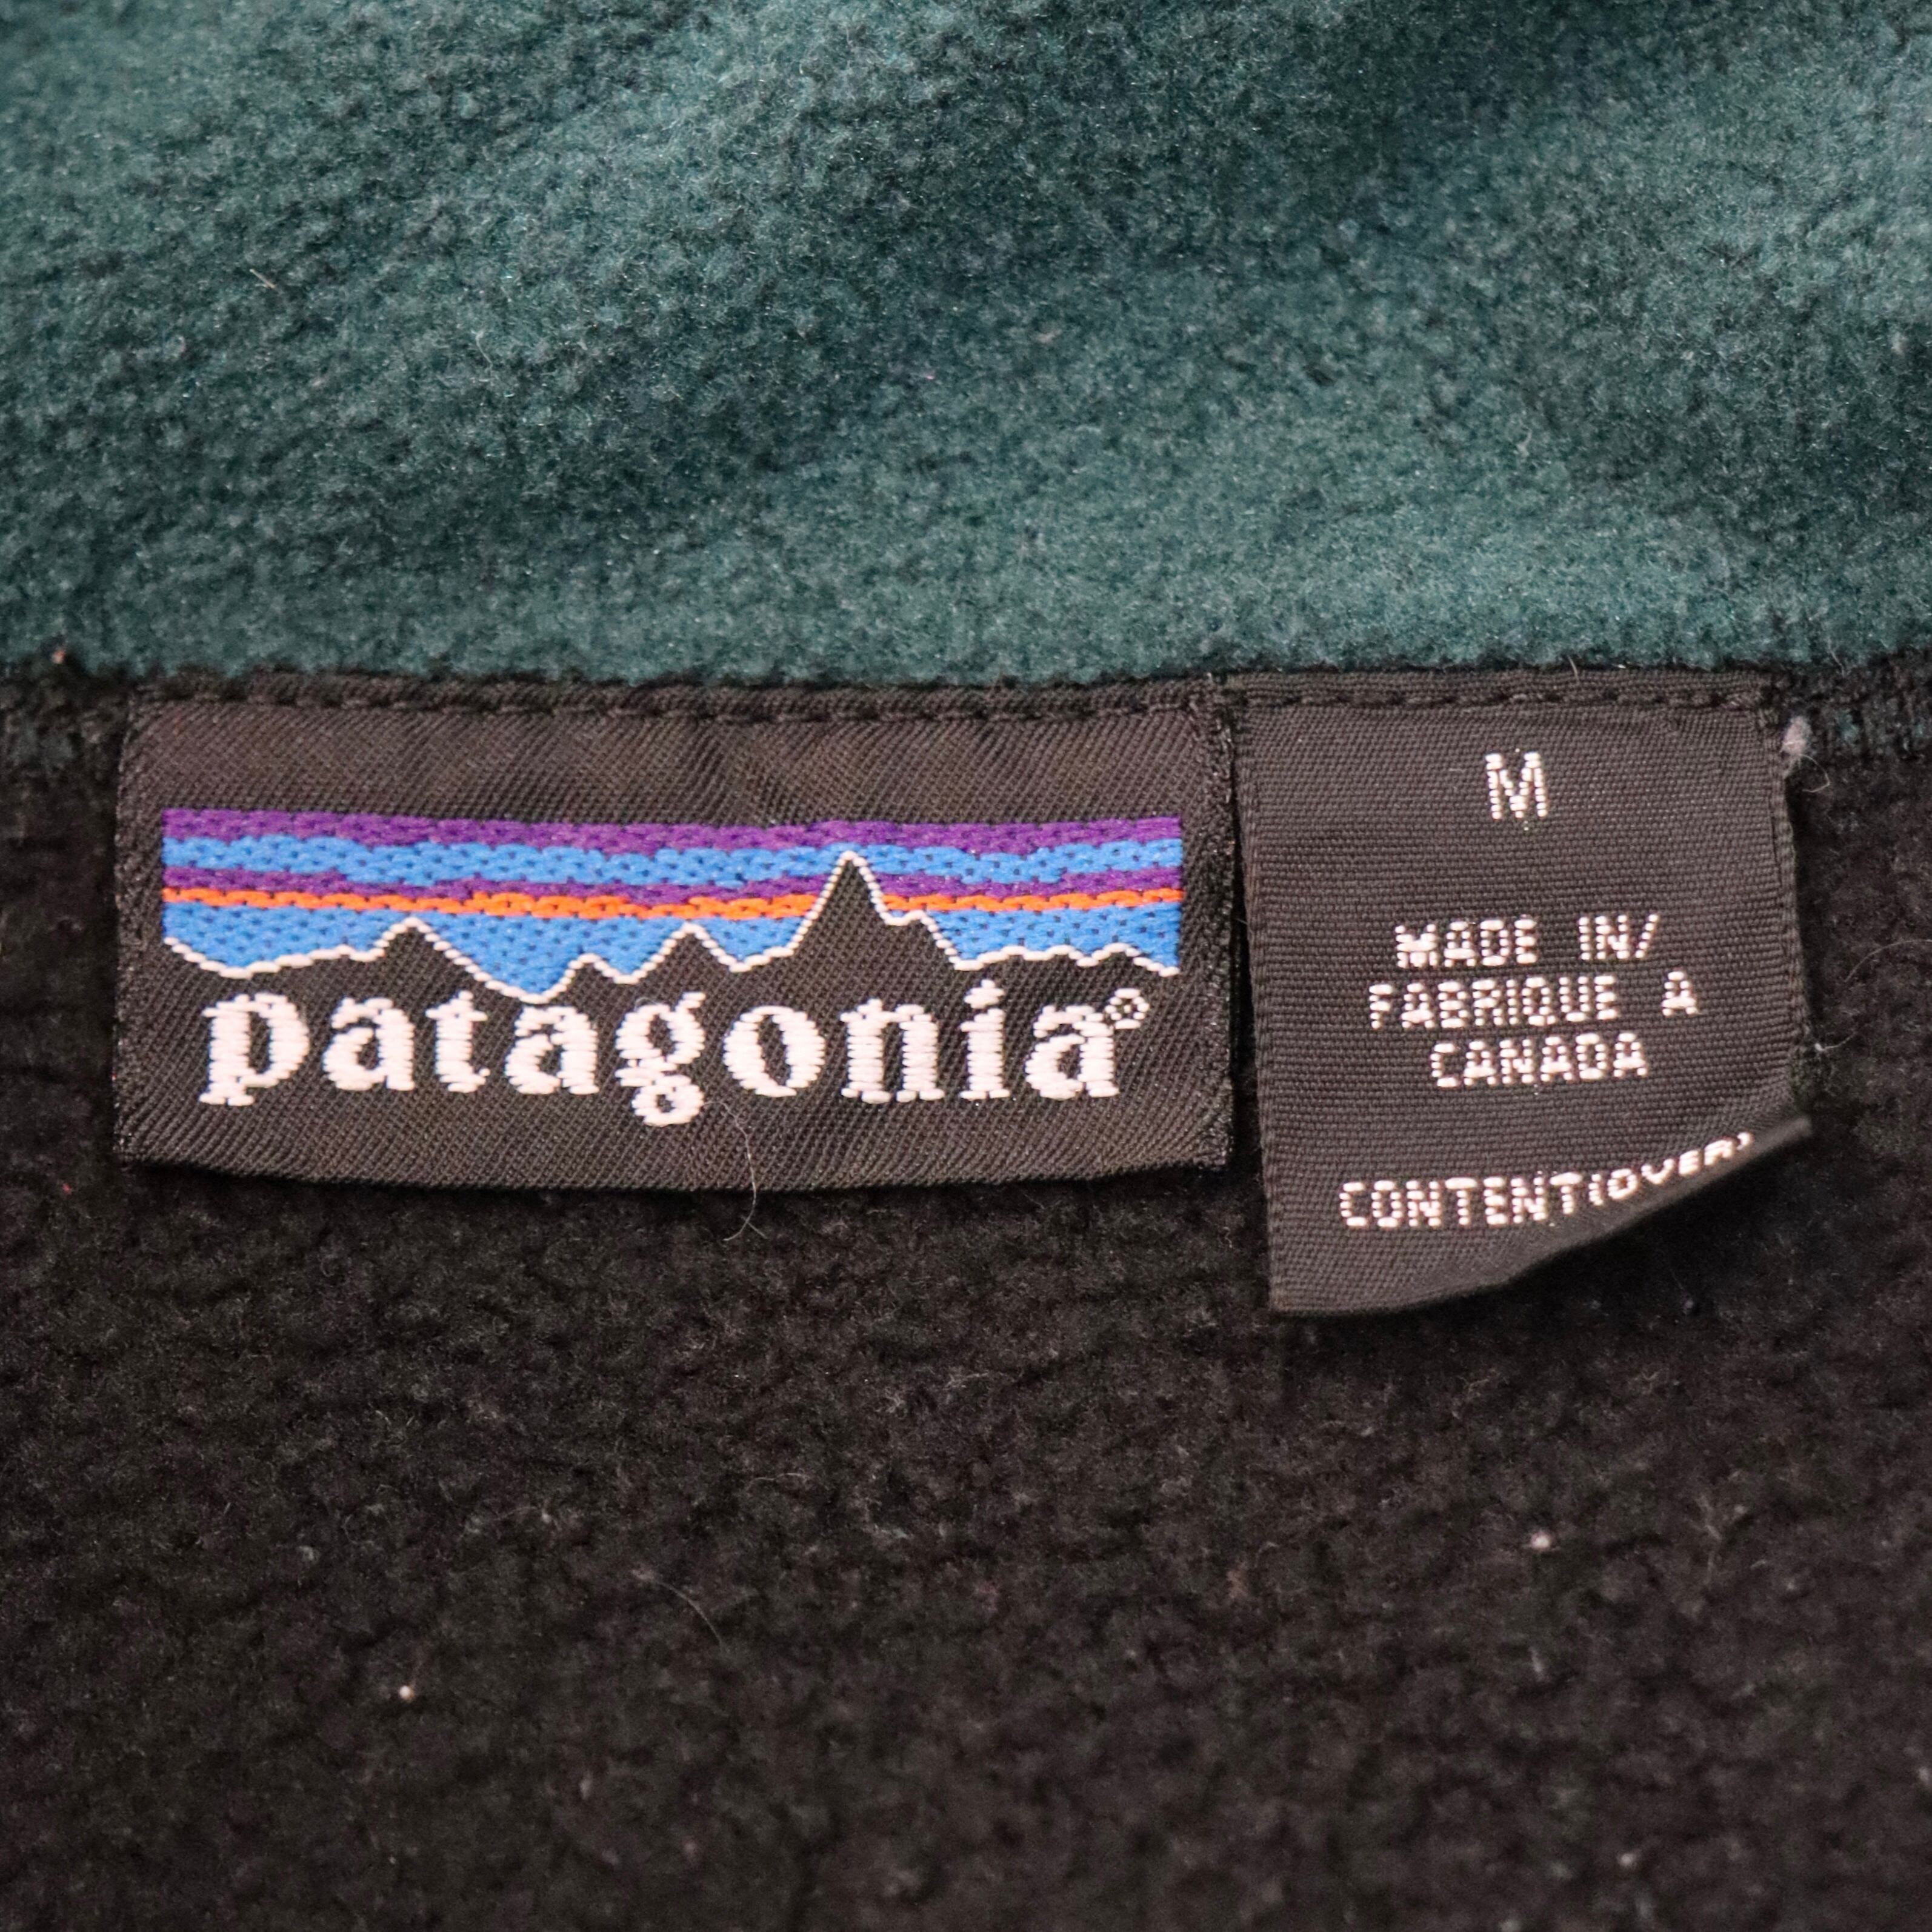 patagonia®
M
MADE IN/
FABRIQUE A
CANADA
CONTENT(OVER)